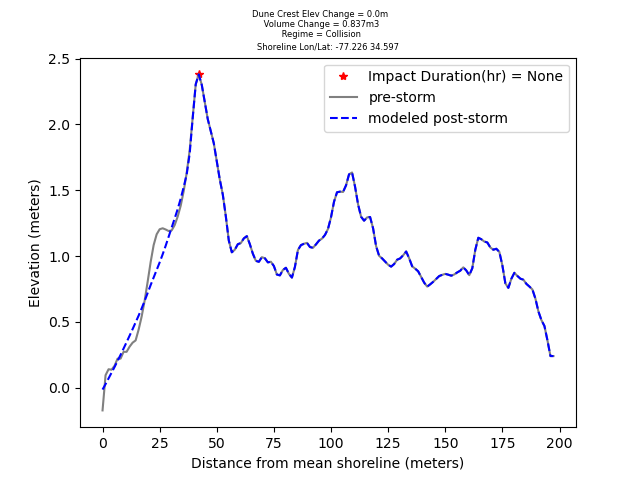 Dune Crest Elev Change = 0.0m
Volume Change = 0.837m3
Regime = Collision
Shoreline Lon/Lat: -77.226 34.597
Impact Duration(hr) = None
pre-storm
modeled post-storm
Elevation (meters)
2.5
2.0
1.5
1.0
0.5
0.0
0 25 50 75 100 125 150 175 200
Distance from mean shoreline (meters)